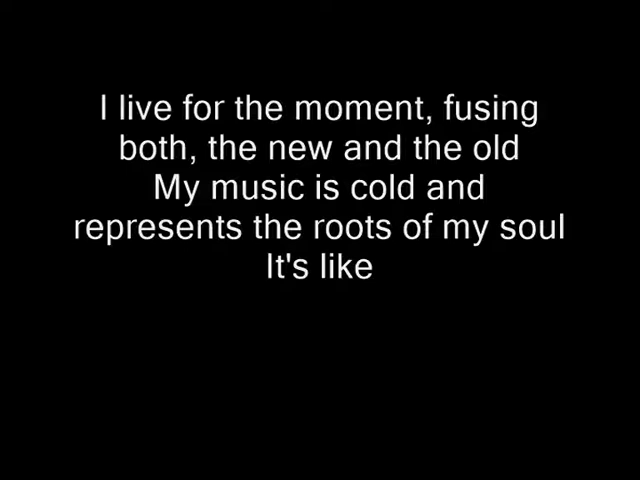 I live for the moment, fusing
both, the new and the old
My music is cold and
represents the roots of my soul
It's like